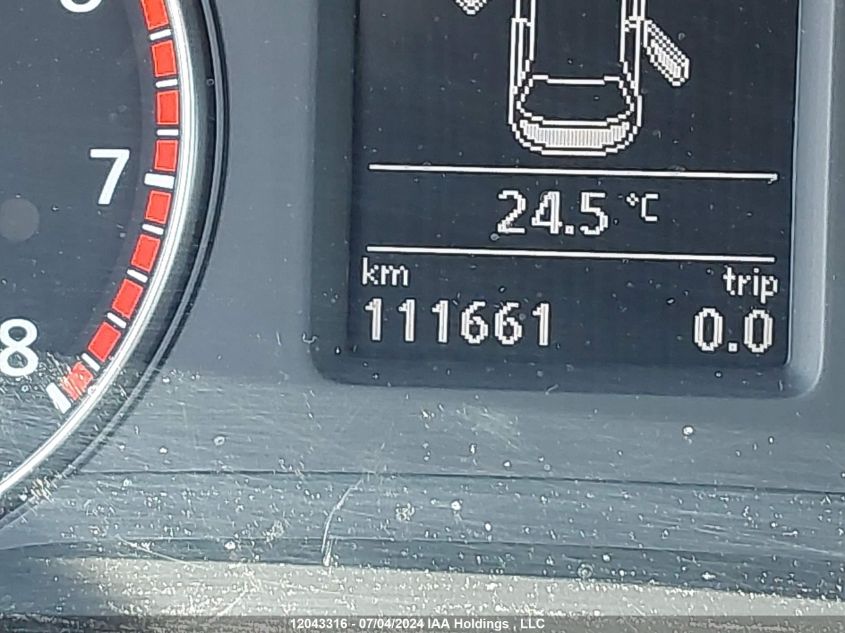 7
8
24.5 °C
km trip
111661 0.0
12043316 - 07/04/2024 IAA Holdings , LLC